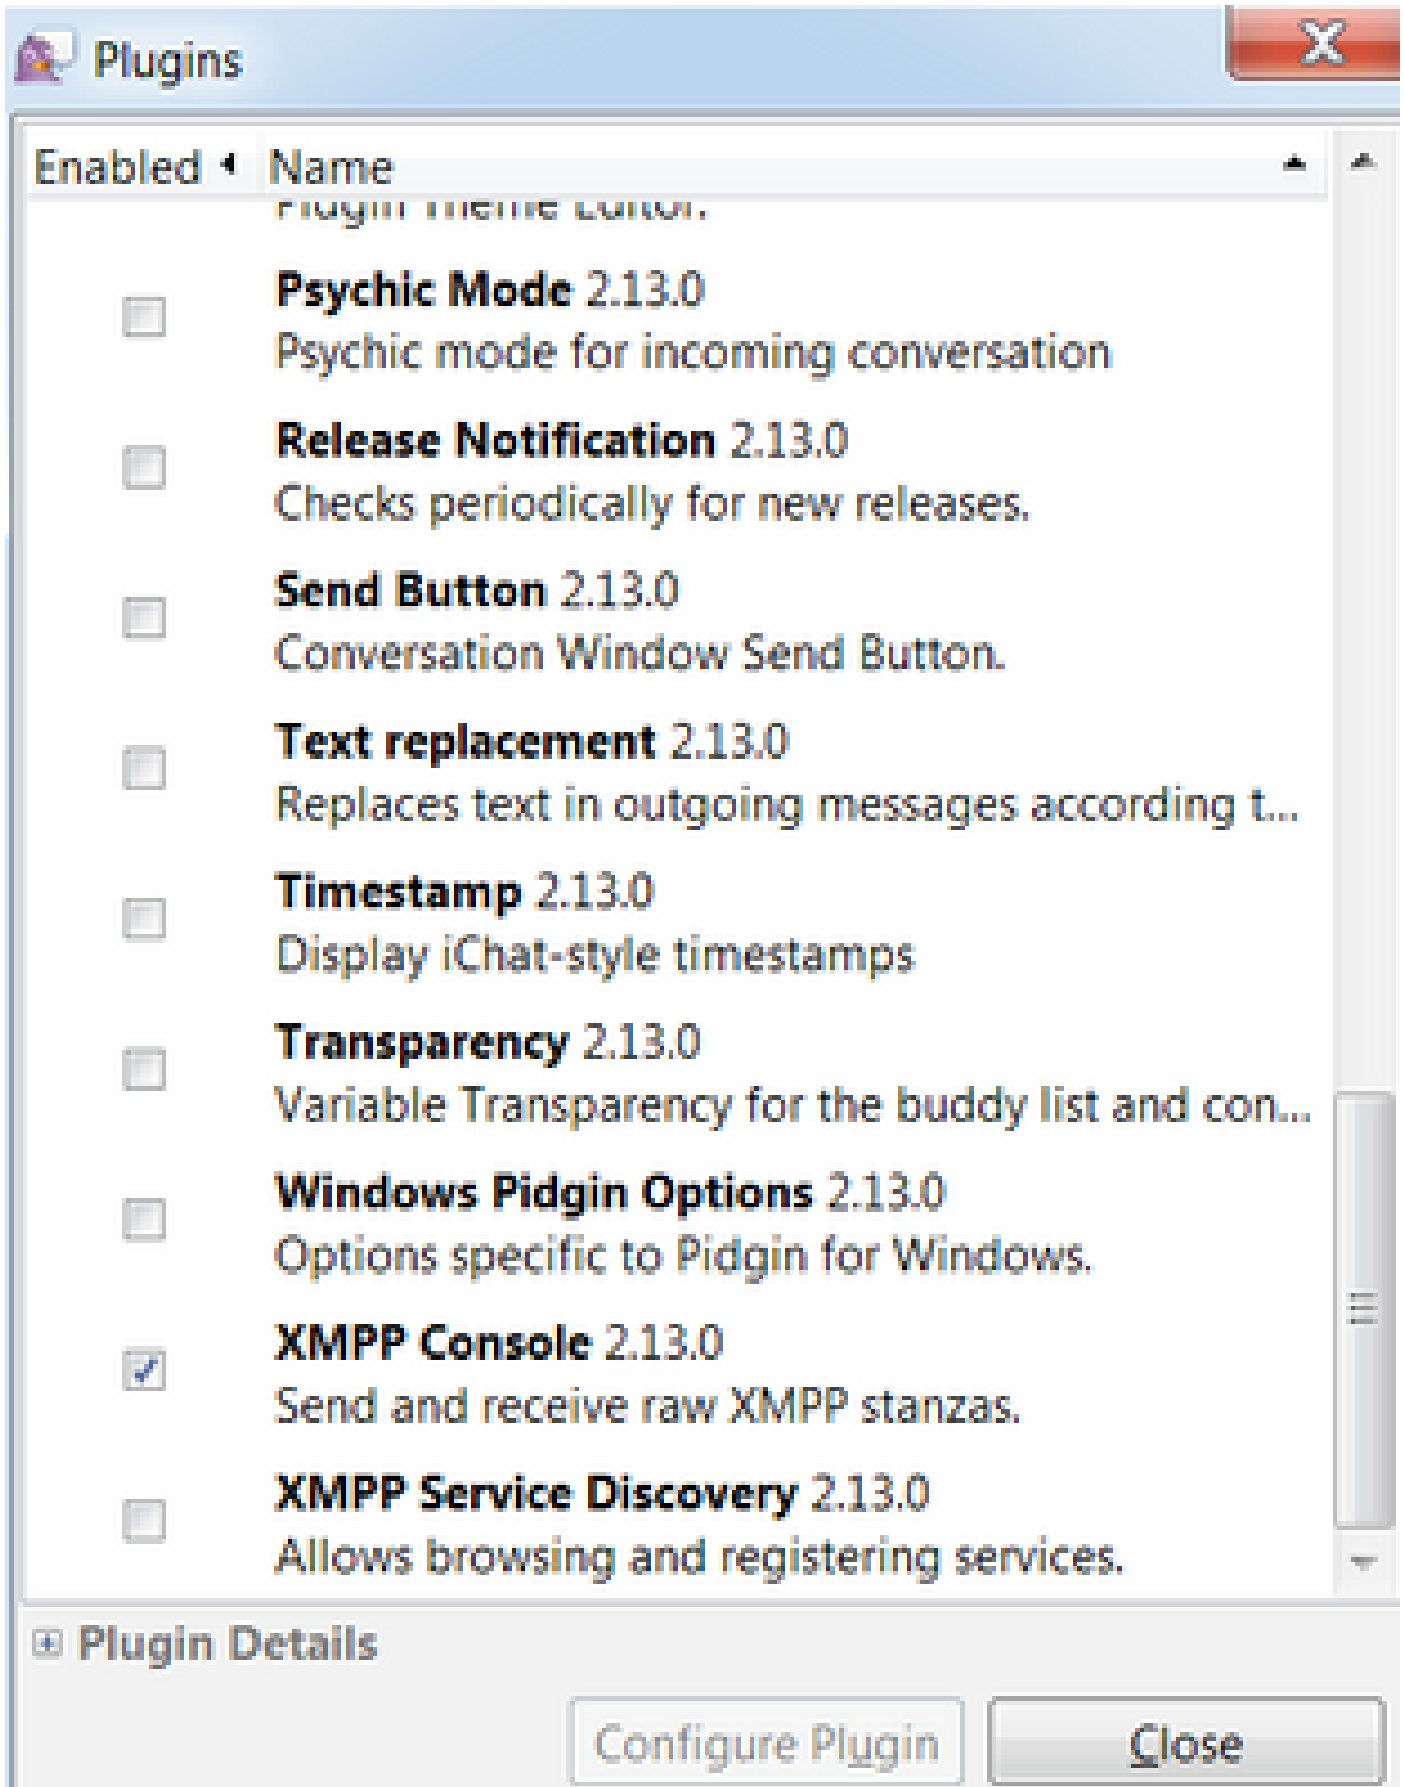 Plugins
Enabled Name
Plugin Theme Editor.
Psychic Mode 2.13.0
Psychic mode for incoming conversation
Release Notification 2.13.0
Checks periodically for new releases.
Send Button 2.13.0
Conversation Window Send Button.
Text replacement 2.13.0
Replaces text in outgoing messages according t...
Timestamp 2.13.0
Display iChat-style timestamps
Transparency 2.13.0
Variable Transparency for the buddy list and con...
Windows Pidgin Options 2.13.0
Options specific to Pidgin for Windows.
XMPP Console 2.13.0
Send and receive raw XMPP stanzas.
XMPP Service Discovery 2.13.0
Allows browsing and registering services.
Plugin Details
Configure Plugin Close